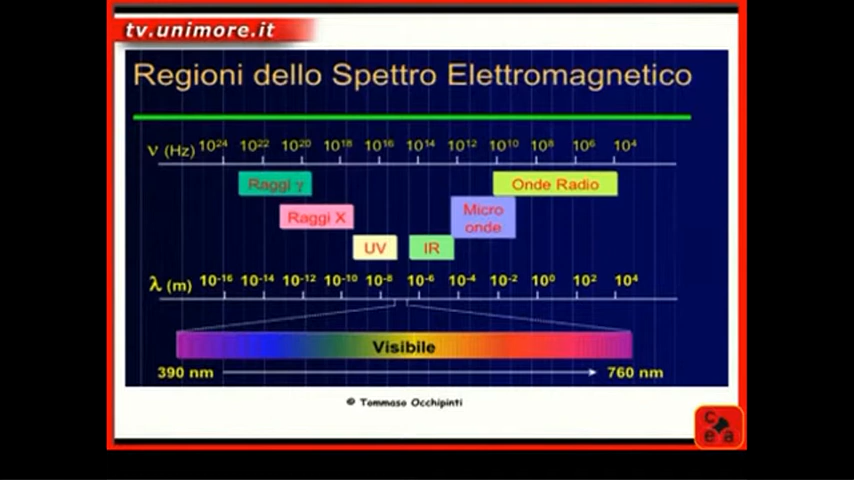 tv.unimore.it
Regioni dello Spettro Elettromagnetico
ν (Hz) 10²⁴ 10²² 10²⁰ 10¹⁸ 10¹⁶ 10¹⁴ 10¹² 10¹⁰ 10⁸ 10⁶ 10⁴
Raggi γ
Onde Radio
Raggi X
Micro
onde
UV
IR
λ (m) 10⁻¹⁶ 10⁻¹⁴ 10⁻¹² 10⁻¹⁰ 10⁻⁸ 10⁻⁶ 10⁻⁴ 10⁻² 10⁰ 10² 10⁴
Visibile
390 nm 760 nm
© Tommaso Occhipinti
c
e a